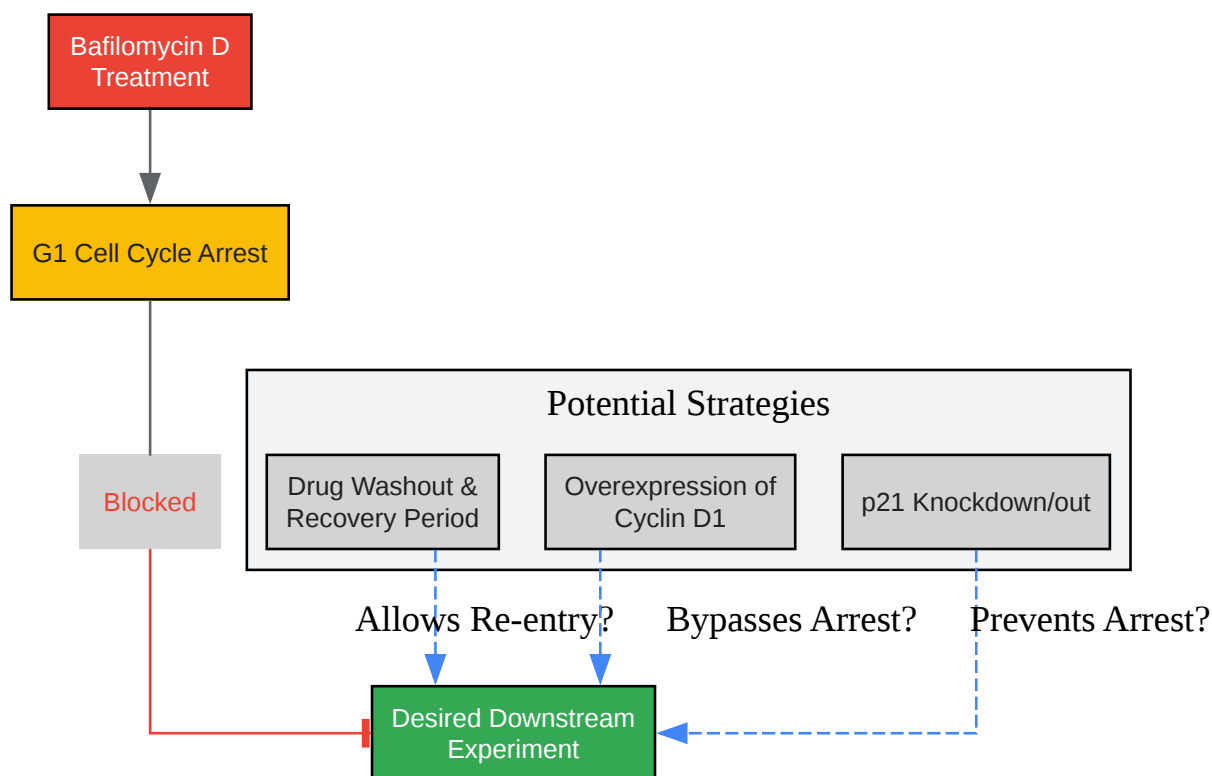 Bafilomycin D
Treatment
G1 Cell Cycle Arrest
Potential Strategies
Blocked
Drug Washout &
Recovery Period
Overexpression of
Cyclin D1
p21 Knockdown/out
Allows Re-entry?
Bypasses Arrest?
Prevents Arrest?
Desired Downstream
Experiment